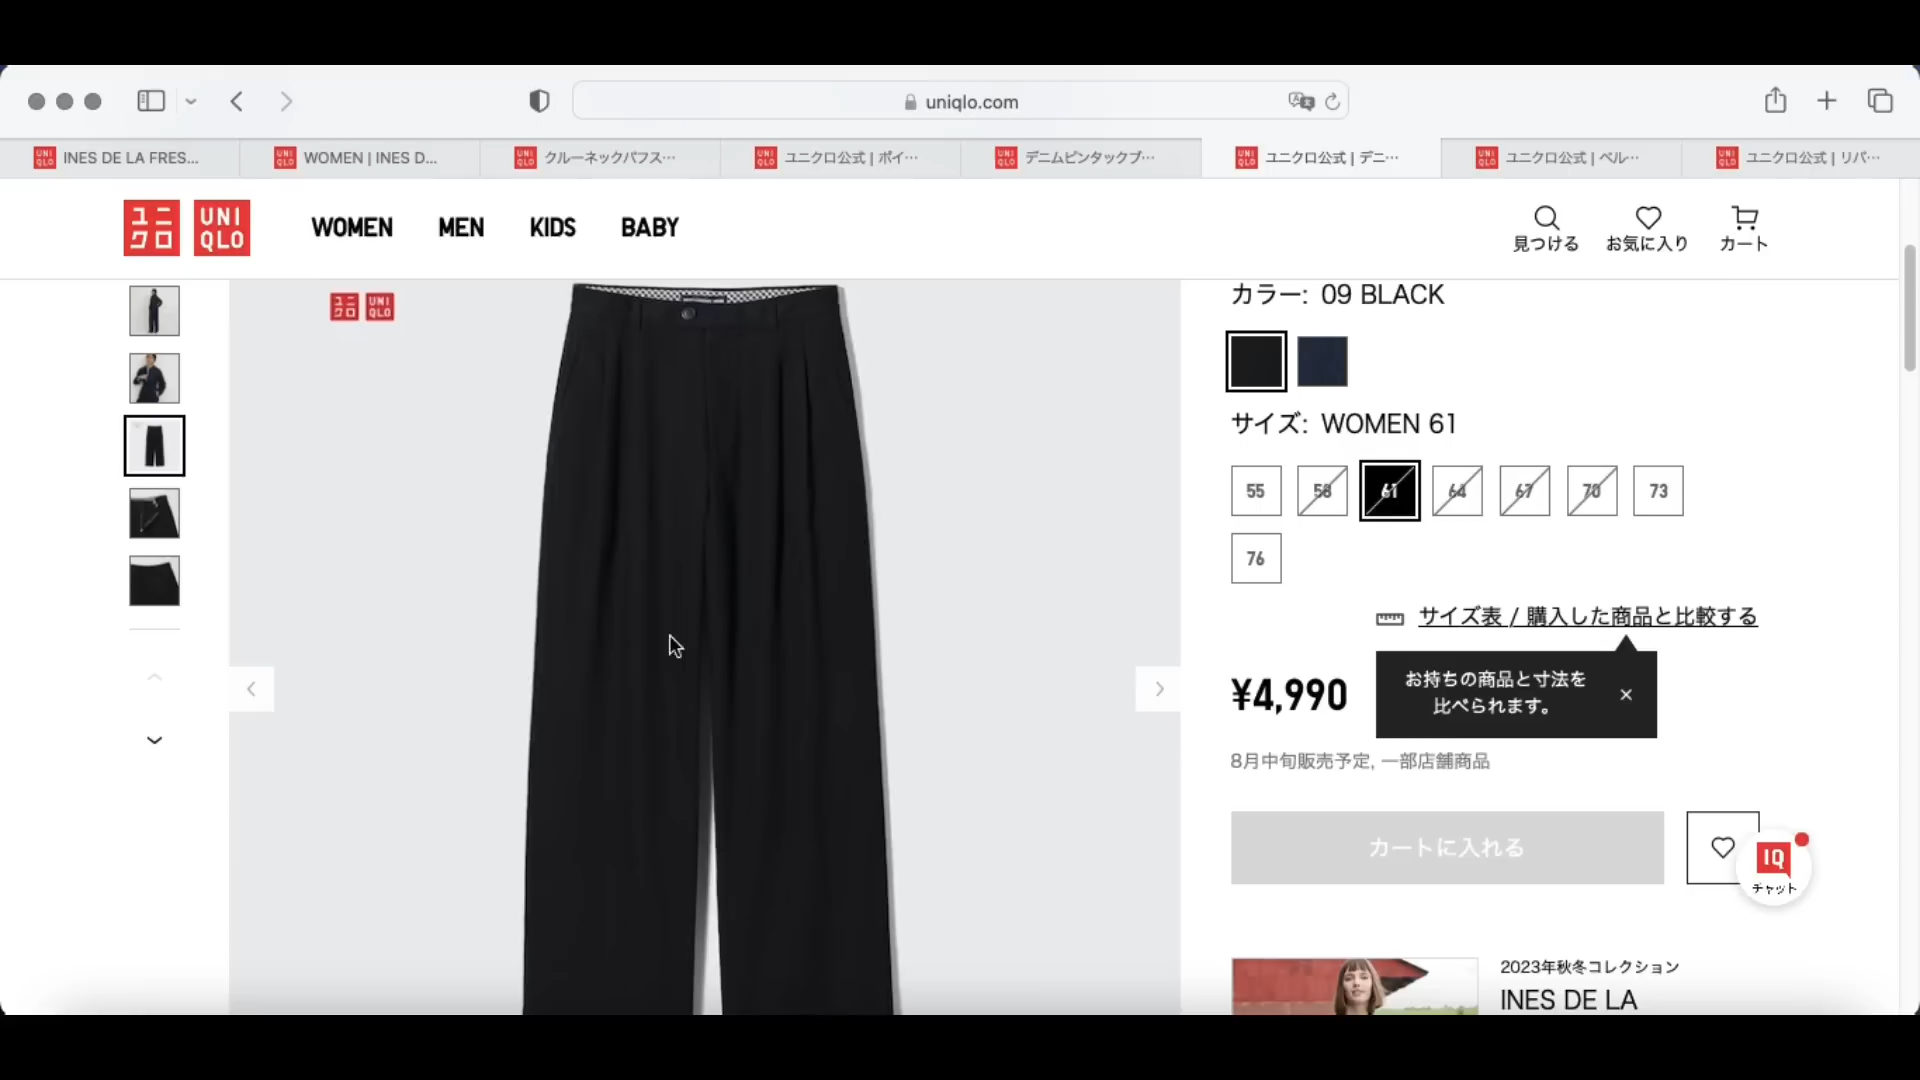 uniqlo.com
INES DE LA FRES...
WOMEN | INES D...
クルーネックパフス…
ユニクロ公式 | ポイ…
デニムピンタックブ…
ユニクロ公式 | デニ…
ユニクロ公式 | ベル…
ユニクロ公式 | リバ…
ユニクロ
UNIQLO
WOMEN
MEN
KIDS
BABY
見つける
お気に入り
カート
ユニクロ
UNIQLO
カラー: 09 BLACK
サイズ: WOMEN 61
55 58 61 64 67 70 73
76
サイズ表 / 購入した商品と比較する
¥4,990
お持ちの商品と寸法を
比べられます。
×
8月中旬販売予定, 一部店舗商品
カートに入れる
IQ
チャット
2023年秋冬コレクション
INES DE LA